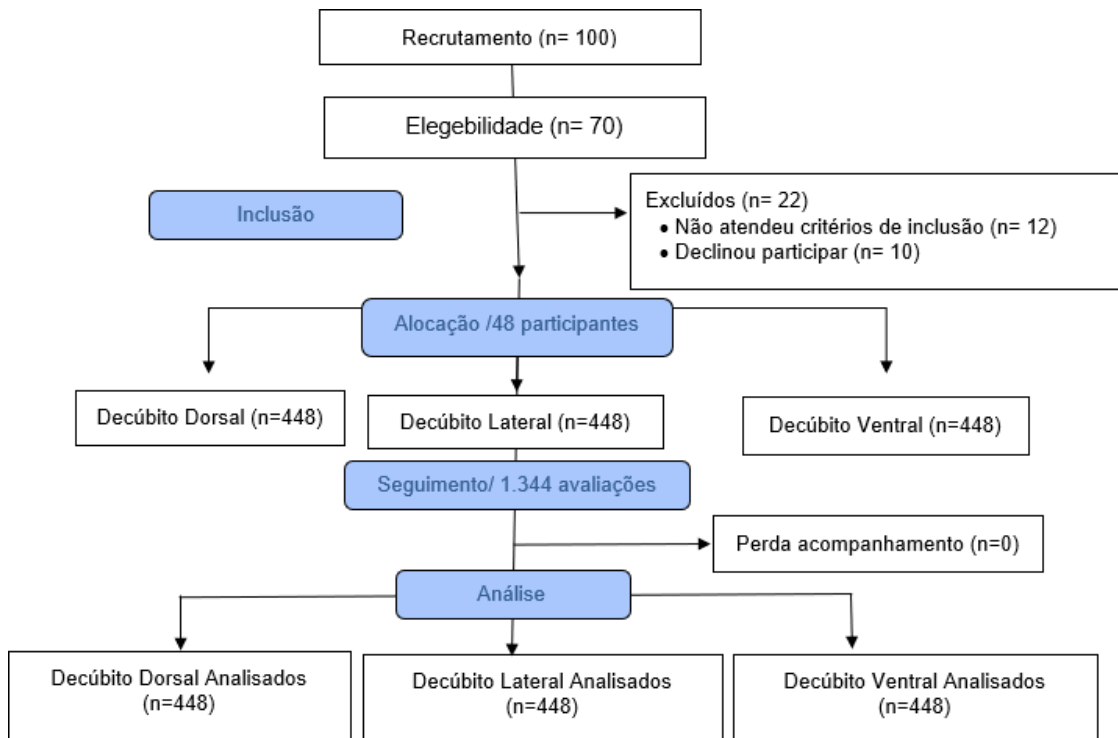 Recrutamento (n= 100)
Elegebilidade (n= 70)
Inclusão
Excluídos (n= 22)
• Não atendeu critérios de inclusão (n= 12)
• Declinou participar (n= 10)
Alocação /48 participantes
Decúbito Dorsal (n=448)
Decúbito Lateral (n=448)
Decúbito Ventral (n=448)
Seguimento/ 1.344 avaliações
Perda acompanhamento (n=0)
Análise
Decúbito Dorsal Analisados
(n=448)
Decúbito Lateral Analisados
(n=448)
Decúbito Ventral Analisados
(n=448)